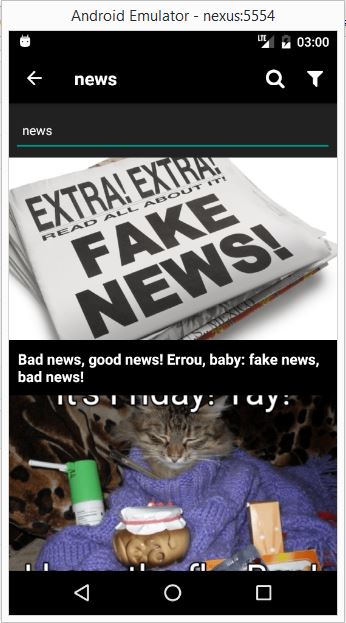 Android Emulator - nexus:5554
LTE 03:00
news
news
EXTRA! EXTRA!
READ ALL ABOUT IT!
FAKE
NEWS!
Bad news, good news! Errou, baby: fake news,
bad news!
It's Friday! Yay!